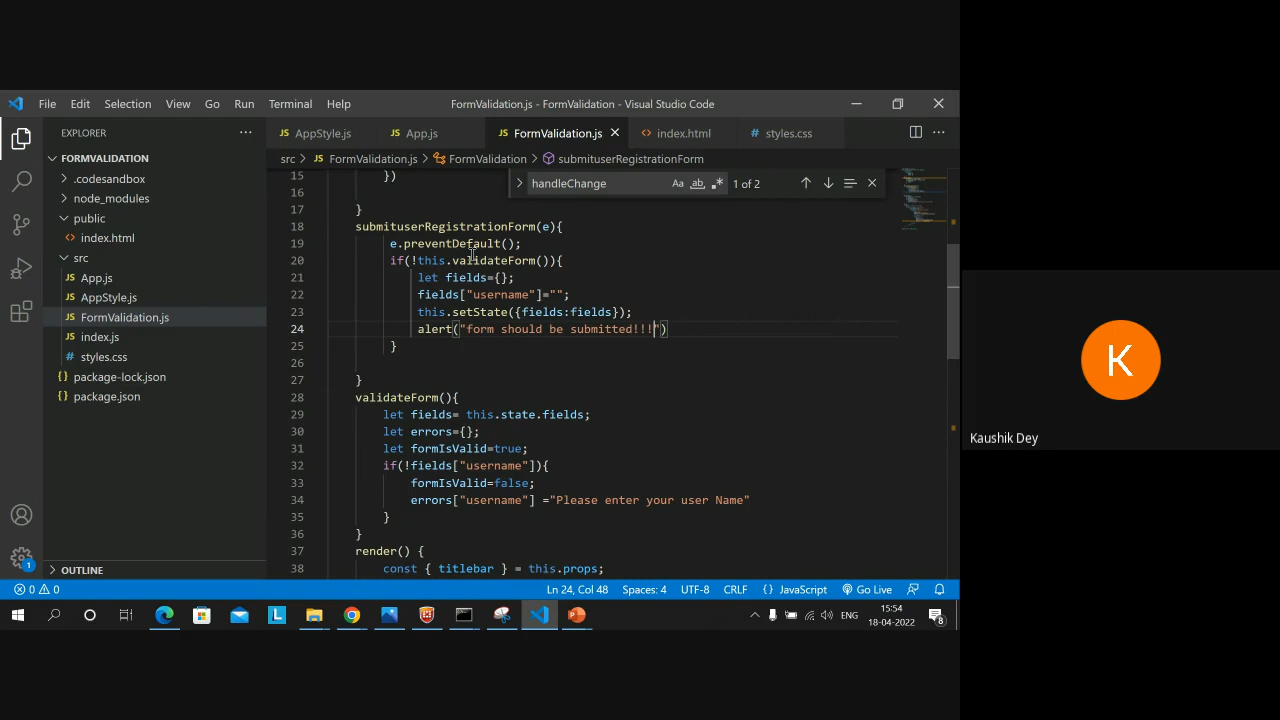 File Edit Selection View Go Run Terminal Help FormValidation.js - FormValidation - Visual Studio Code
EXPLORER ··· JS AppStyle.js JS App.js JS FormValidation.js <> index.html # styles.css ···
FORMVALIDATION src > JS FormValidation.js > FormValidation > submituserRegistrationForm
.codesandbox
node_modules
public
<> index.html
src
JS App.js
JS AppStyle.js
JS FormValidation.js
JS index.js
# styles.css
{} package-lock.json
{} package.json
OUTLINE
handleChange Aa ab .* 1 of 2
15 })
16
17 }
18 submituserRegistrationForm(e){
19 e.preventDefault();
20 if(!this.validateForm()){
21 let fields={};
22 fields["username"]="";
23 this.setState({fields:fields});
24 alert("form should be submitted!!!")
25 }
26
27 }
28 validateForm(){
29 let fields= this.state.fields;
30 let errors={};
31 let formIsValid=true;
32 if(!fields["username"]){
33 formIsValid=false;
34 errors["username"] ="Please enter your user Name"
35 }
36 }
37 render() {
38 const { titlebar } = this.props;
1
0 0 Ln 24, Col 48 Spaces: 4 UTF-8 CRLF {} JavaScript Go Live
L ENG 15:54
18-04-2022 8
K
Kaushik Dey